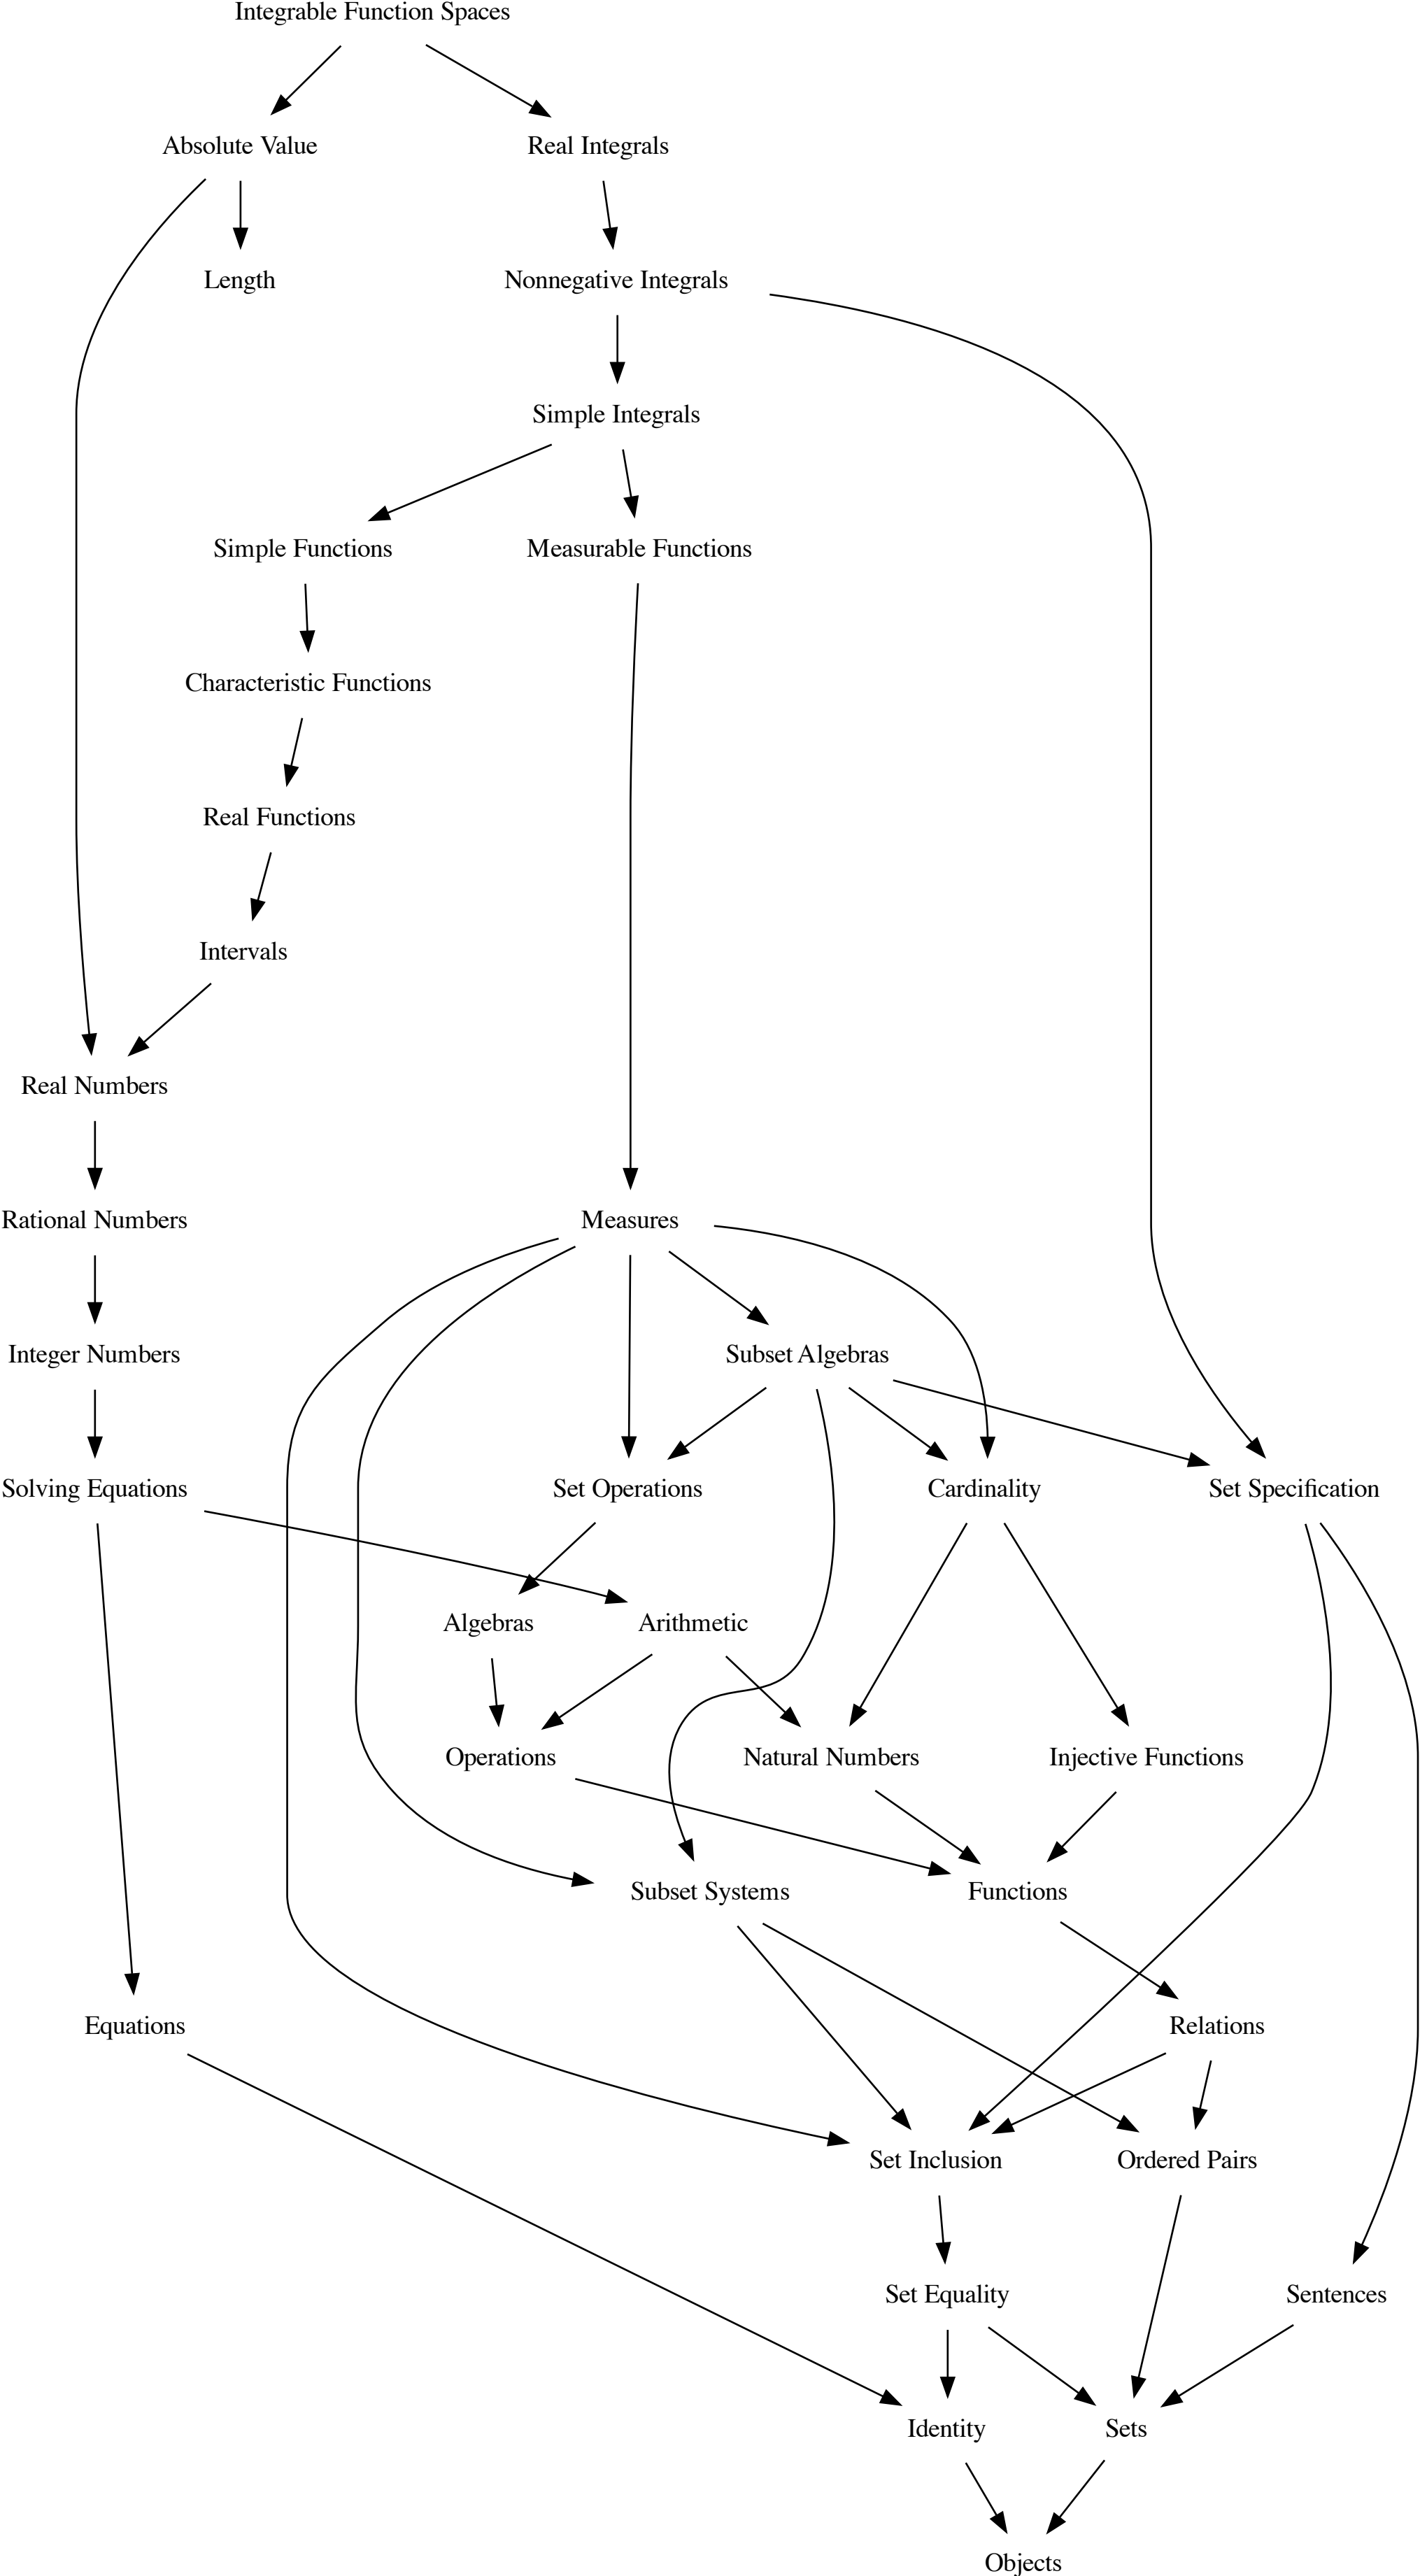 Integrable Function Spaces
Absolute Value
Real Integrals
Length
Nonnegative Integrals
Simple Integrals
Simple Functions
Measurable Functions
Characteristic Functions
Real Functions
Intervals
Real Numbers
Rational Numbers
Measures
Integer Numbers
Subset Algebras
Solving Equations
Set Operations
Cardinality
Set Specification
Algebras
Arithmetic
Operations
Natural Numbers
Injective Functions
Subset Systems
Functions
Equations
Relations
Set Inclusion
Ordered Pairs
Set Equality
Sentences
Identity
Sets
Objects